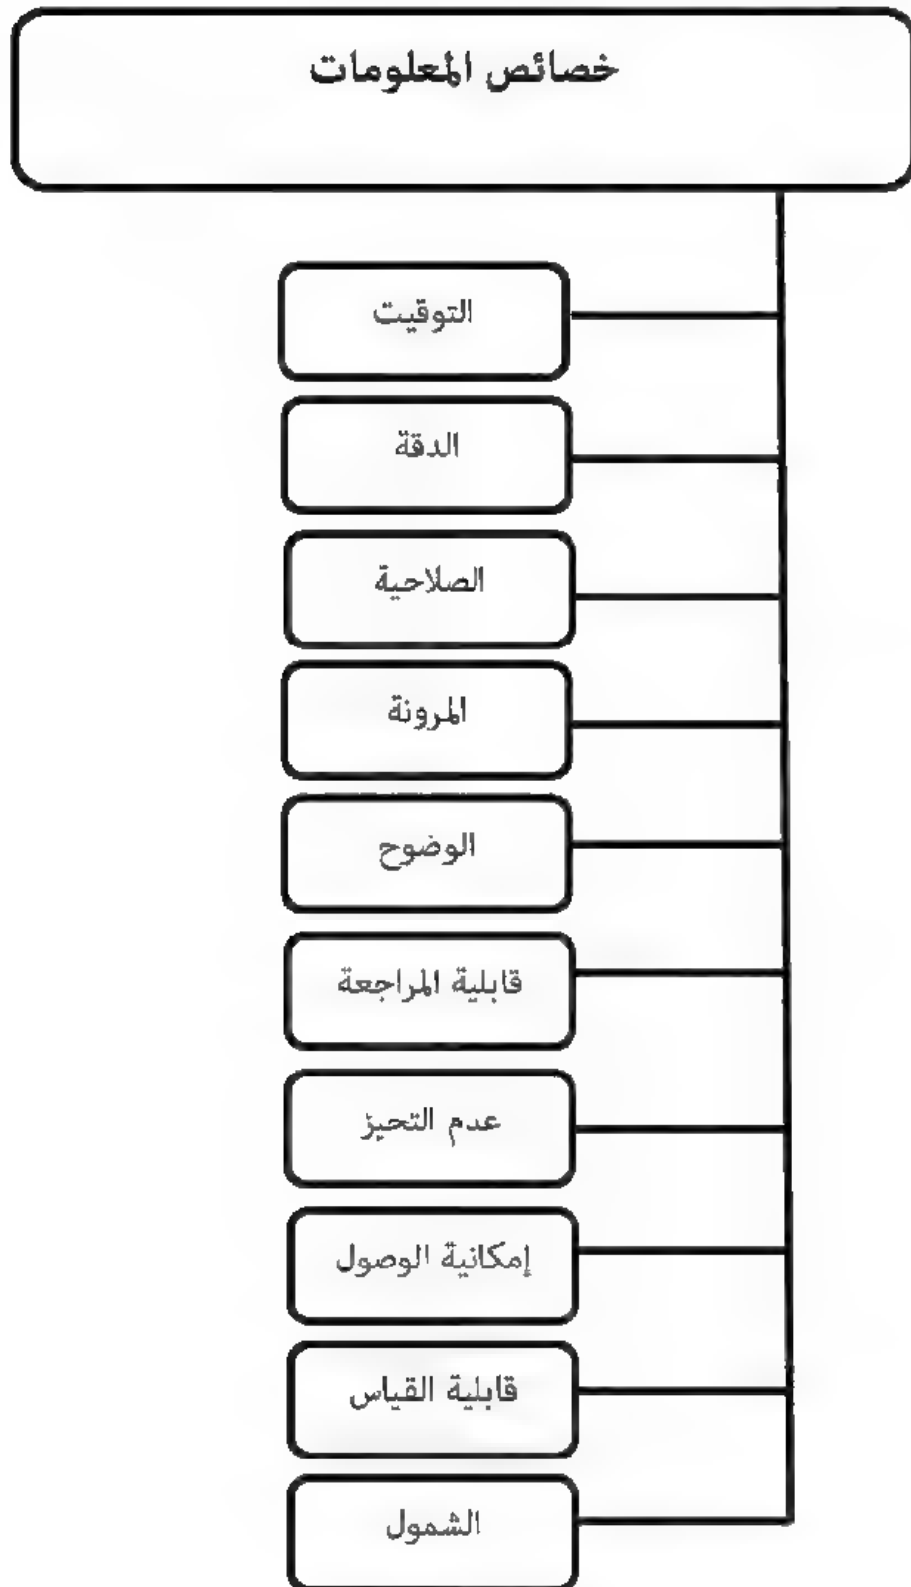 خصائص المعلومات
التوقيت
الدقة
الصلاحية
المرونة
الوضوح
قابلية المراجعة
عدم التحيز
إمكانية الوصول
قابلية القياس
الشمول